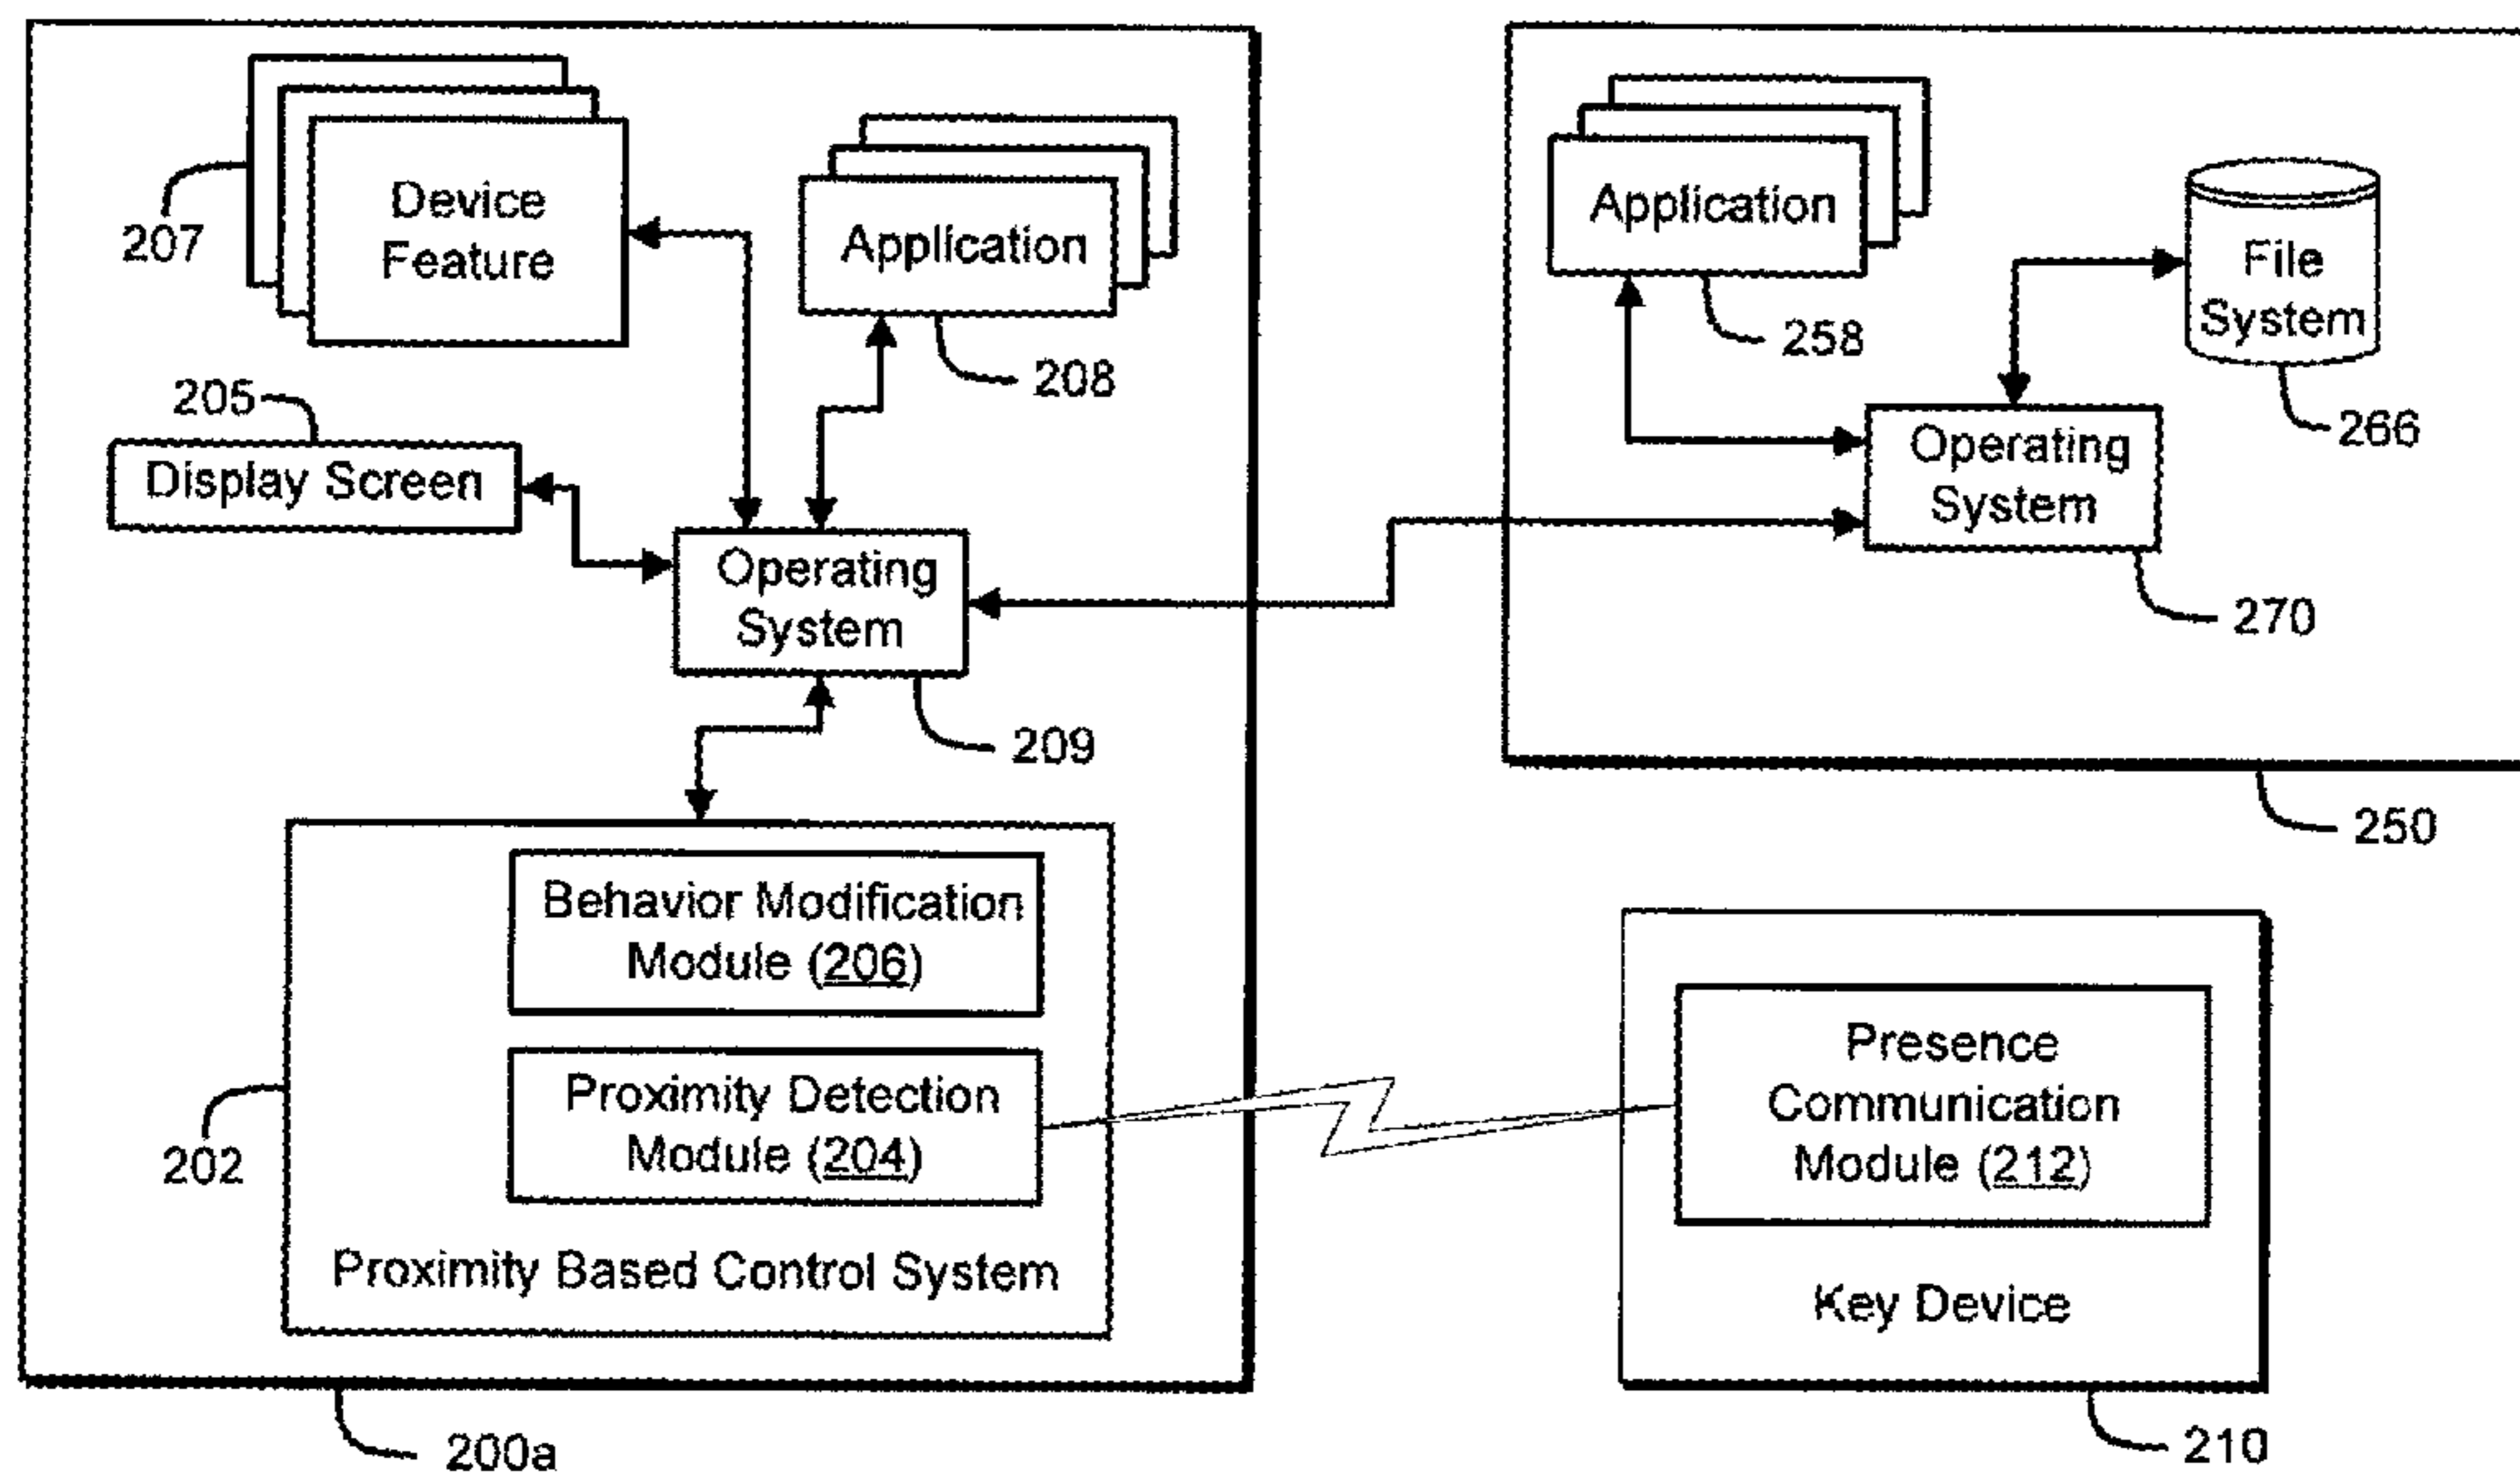 Device
Feature
207
Application
208
205
Display Screen
Operating
System
209
Behavior Modification
Module (206)
Proximity Detection
Module (204)
Proximity Based Control System
202
200a
Application
258
File
System
266
Operating
System
270
250
Presence
Communication
Module (212)
Key Device
210